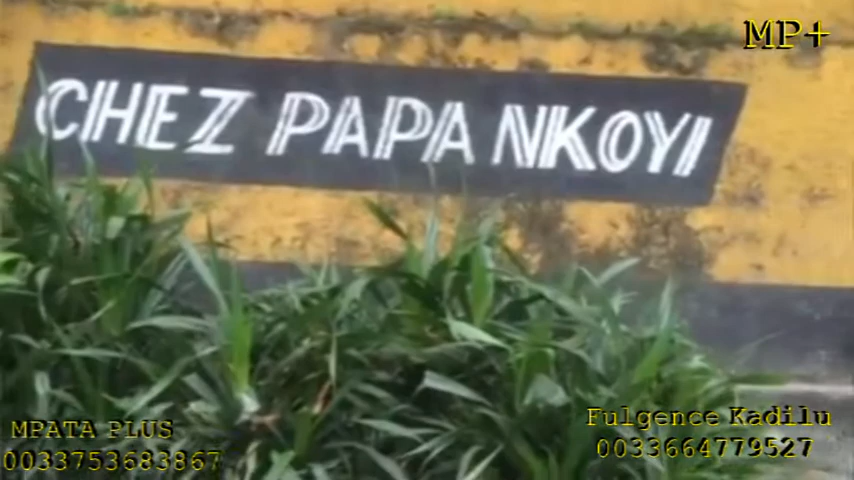 MP+
CHEZ PAPA NKOYI
MPATA PLUS
0033753683867
Fulgence Kadilu
0033664779527